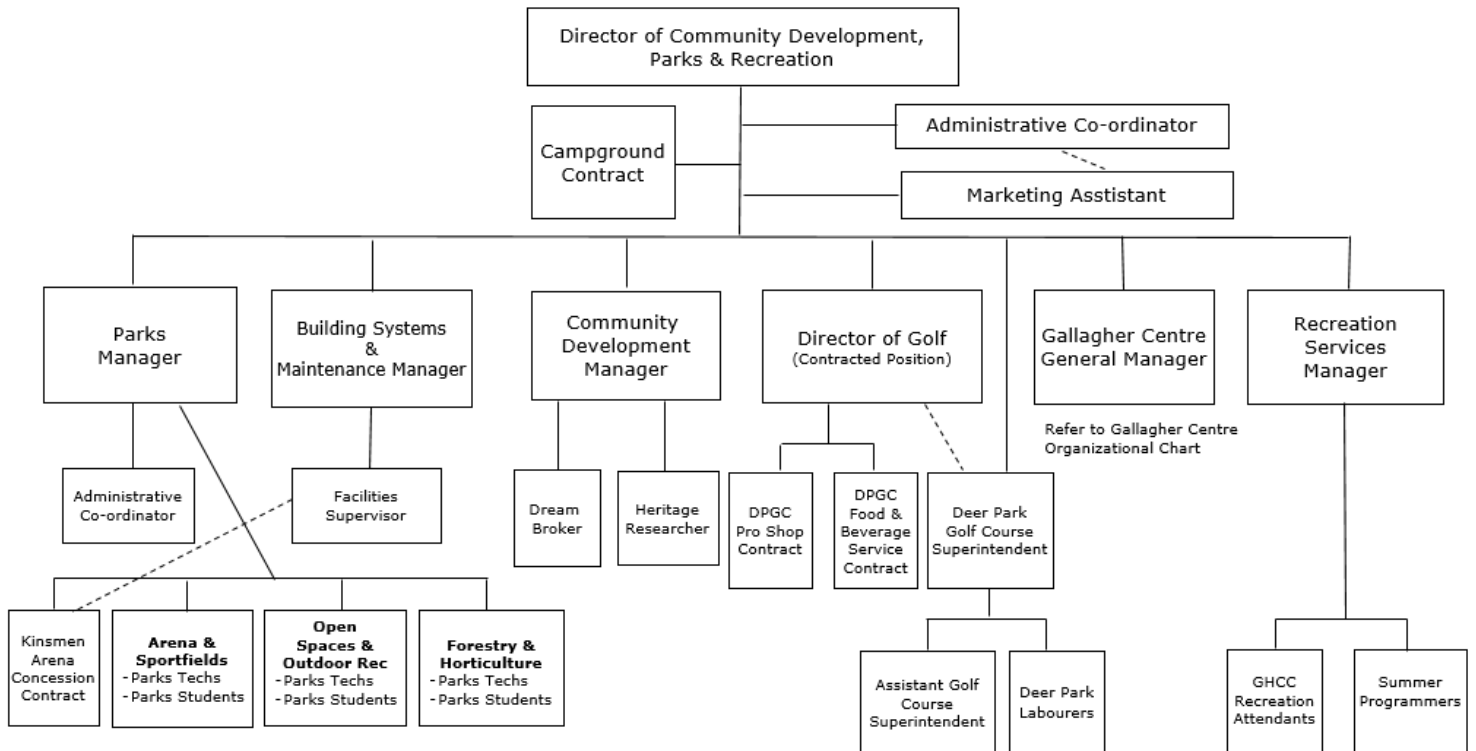 Director of Community Development,
Parks & Recreation
Campground
Contract
Administrative Co-ordinator
Marketing Asstistant
Parks
Manager
Building Systems
&
Maintenance Manager
Community
Development
Manager
Director of Golf
(Contracted Position)
Gallagher Centre
General Manager
Recreation
Services
Manager
Refer to Gallagher Centre
Organizational Chart
Administrative
Co-ordinator
Facilities
Supervisor
Dream
Broker
Heritage
Researcher
DPGC
Pro Shop
Contract
DPGC
Food &
Beverage
Service
Contract
Deer Park
Golf Course
Superintendent
Kinsmen
Arena
Concession
Contract
Arena &
Sportfields
-Parks Techs
-Parks Students
Open
Spaces &
Outdoor Rec
-Parks Techs
-Parks Students
Forestry &
Horticulture
-Parks Techs
-Parks Students
Assistant Golf
Course
Superintendent
Deer Park
Labourers
GHCC
Recreation
Attendants
Summer
Programmers